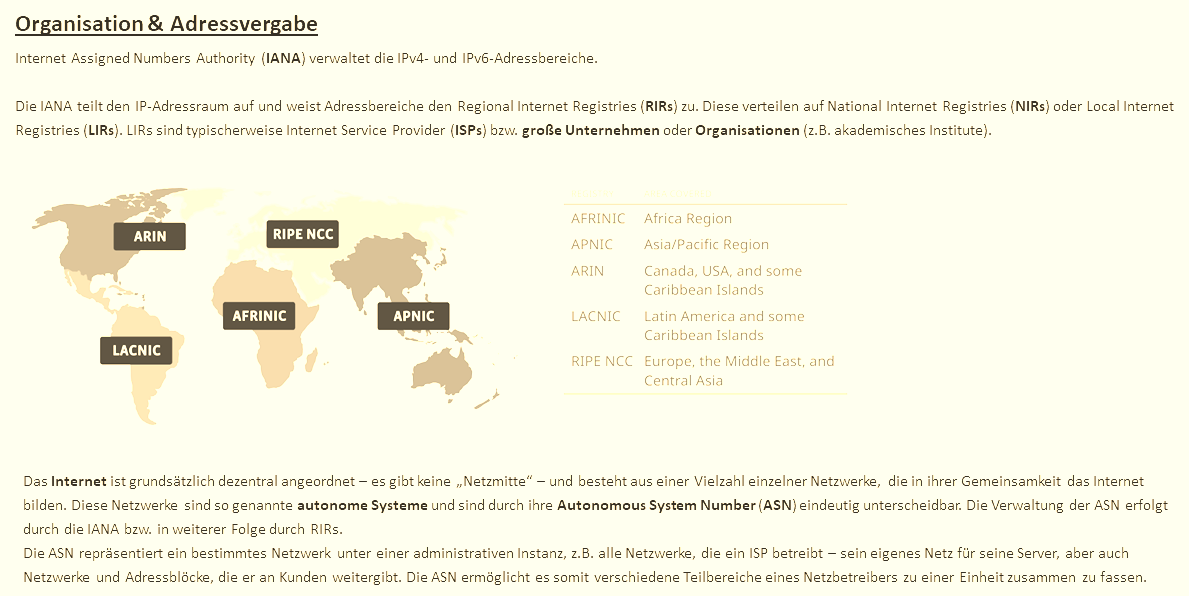 Organisation & Adressvergabe
Internet Assigned Numbers Authority (IANA) verwaltet die IPv4- und IPv6-Adressbereiche.
Die IANA teilt den IP-Adressraum auf und weist Adressbereiche den Regional Internet Registries (RIRs) zu. Diese verteilen auf National Internet Registries (NIRs) oder Local Internet
Registries (LIRs). LIRs sind typischerweise Internet Service Provider (ISPs) bzw. große Unternehmen oder Organisationen (z.B. akademisches Institute).
ARIN
RIPE NCC
AFRINIC
APNIC
LACNIC
AFRINIC Africa Region
APNIC Asia/Pacific Region
ARIN Canada, USA, and some
Caribbean Islands
LACNIC Latin America and some
Caribbean Islands
RIPE NCC Europe, the Middle East, and
Central Asia
Das Internet ist grundsätzlich dezentral angeordnet – es gibt keine „Netzmitte“ – und besteht aus einer Vielzahl einzelner Netzwerke, die in ihrer Gemeinsamkeit das Internet
bilden. Diese Netzwerke sind so genannte autonome Systeme und sind durch ihre Autonomous System Number (ASN) eindeutig unterscheidbar. Die Verwaltung der ASN erfolgt
durch die IANA bzw. in weiterer Folge durch RIRs.
Die ASN repräsentiert ein bestimmtes Netzwerk unter einer administrativen Instanz, z.B. alle Netzwerke, die ein ISP betreibt – sein eigenes Netz für seine Server, aber auch
Netzwerke und Adressblöcke, die er an Kunden weitergibt. Die ASN ermöglicht es somit verschiedene Teilbereiche eines Netzbetreibers zu einer Einheit zusammen zu fassen.